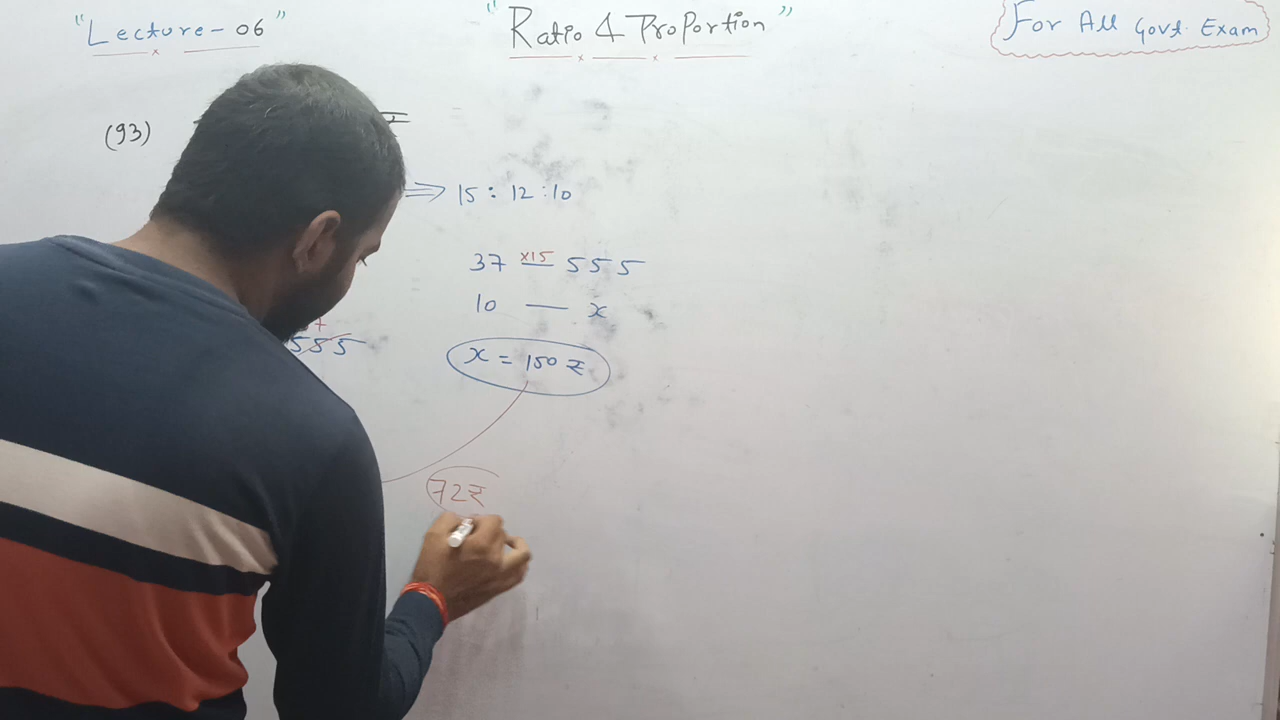 "Lecture - 06"
"Ratio & Proportion"
For All Govt. Exam
(93)
⇒ 15 : 12 : 10
37 ×15 — 555
10 — x
x = 150 ₹
7
555
72₹